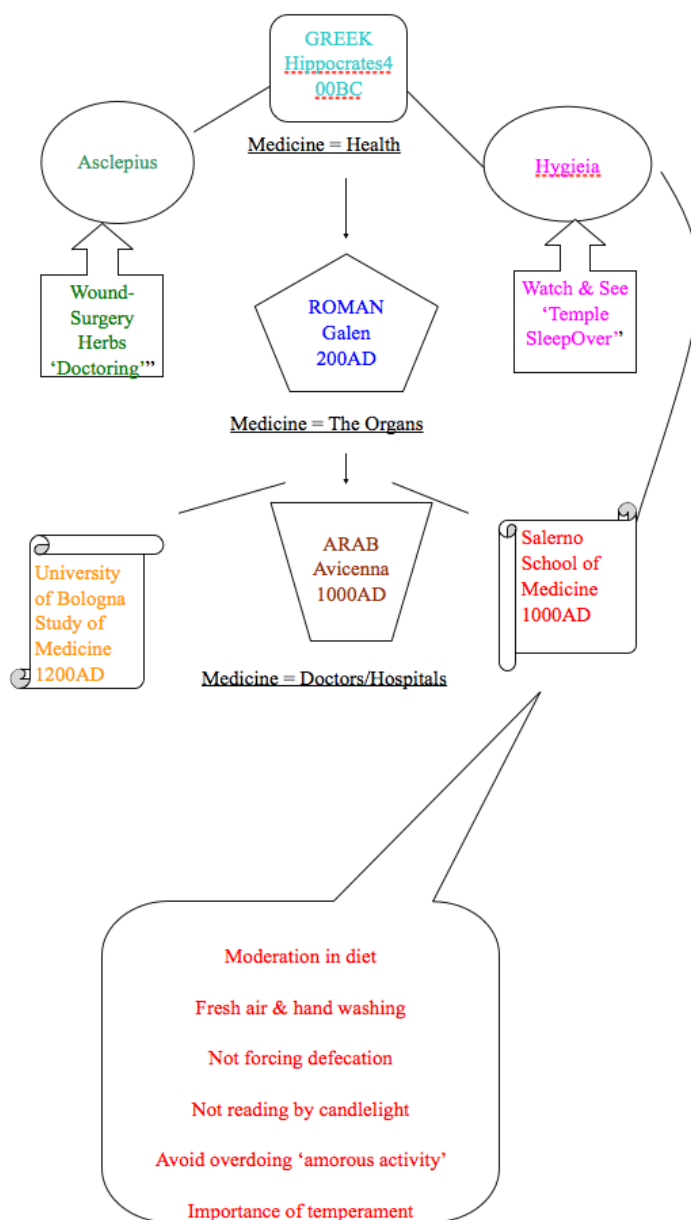 GREEK
Hippocrates4
00BC
Medicine = Health
Asclepius
Hygieia
Wound-
Surgery
Herbs
‘Doctoring’”
ROMAN
Galen
200AD
Watch & See
‘Temple
SleepOver”
Medicine = The Organs
University
of Bologna
Study of
Medicine
1200AD
ARAB
Avicenna
1000AD
Salerno
School of
Medicine
1000AD
Medicine = Doctors/Hospitals
Moderation in diet
Fresh air & hand washing
Not forcing defecation
Not reading by candlelight
Avoid overdoing ‘amorous activity’
Importance of temperament